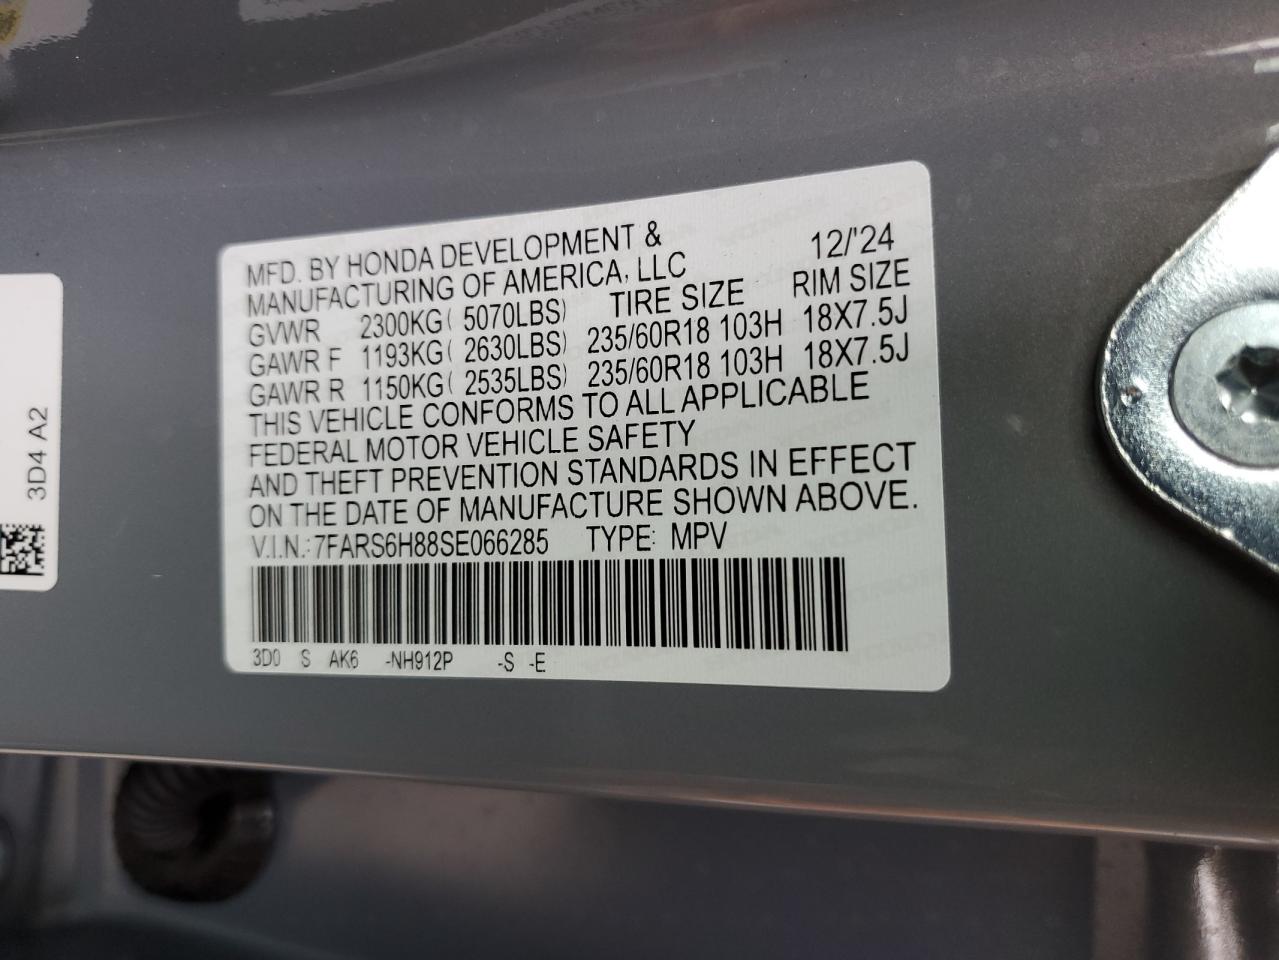 MFD. BY HONDA DEVELOPMENT & 12/'24
MANUFACTURING OF AMERICA, LLC RIM SIZE
GVWR 2300KG( 5070LBS) TIRE SIZE
GAWR F 1193KG( 2630LBS) 235/60R18 103H 18X7.5J
GAWR R 1150KG( 2535LBS) 235/60R18 103H 18X7.5J
THIS VEHICLE CONFORMS TO ALL APPLICABLE
FEDERAL MOTOR VEHICLE SAFETY
AND THEFT PREVENTION STANDARDS IN EFFECT
ON THE DATE OF MANUFACTURE SHOWN ABOVE.
V.I.N.: 7FARS6H88SE066285 TYPE: MPV
3D0 S AK6 -NH912P -S -E
3D4 A2